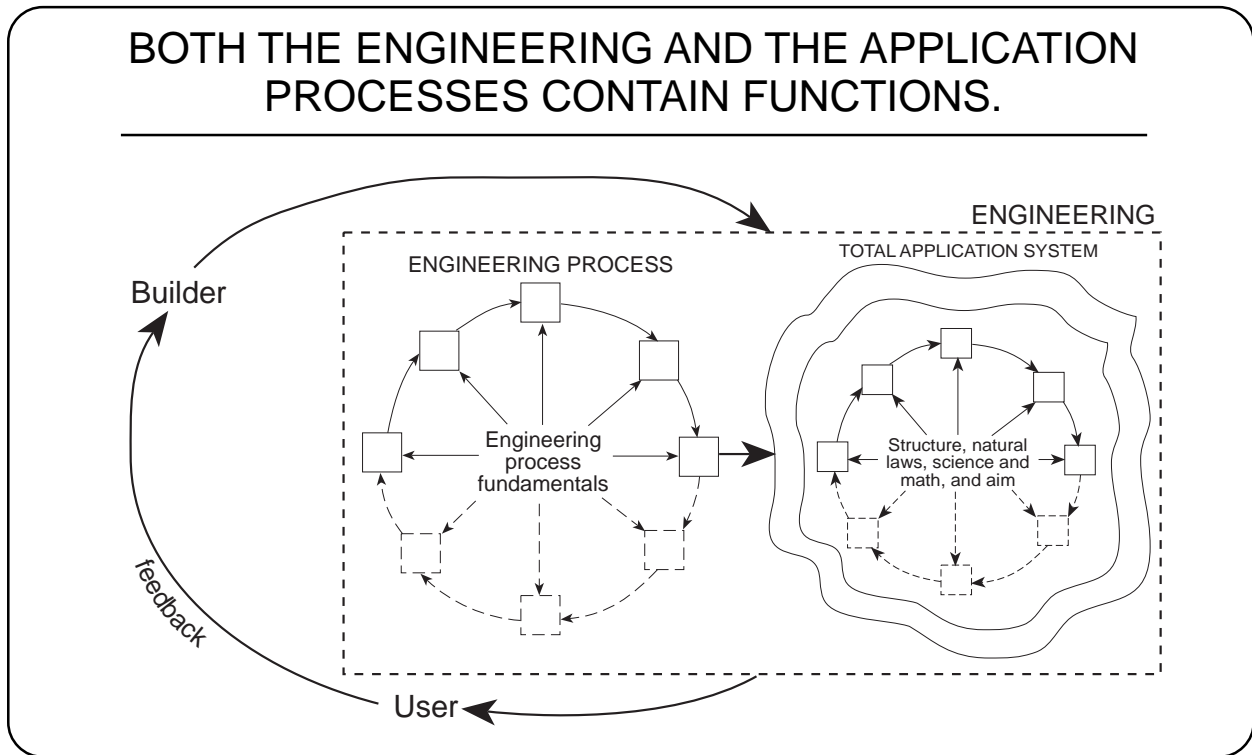 BOTH THE ENGINEERING AND THE APPLICATION
PROCESSES CONTAIN FUNCTIONS.
ENGINEERING
TOTAL APPLICATION SYSTEM
ENGINEERING PROCESS
Builder
Engineering
process
fundamentals
Structure, natural
laws, science and
math, and aim
feedback
User